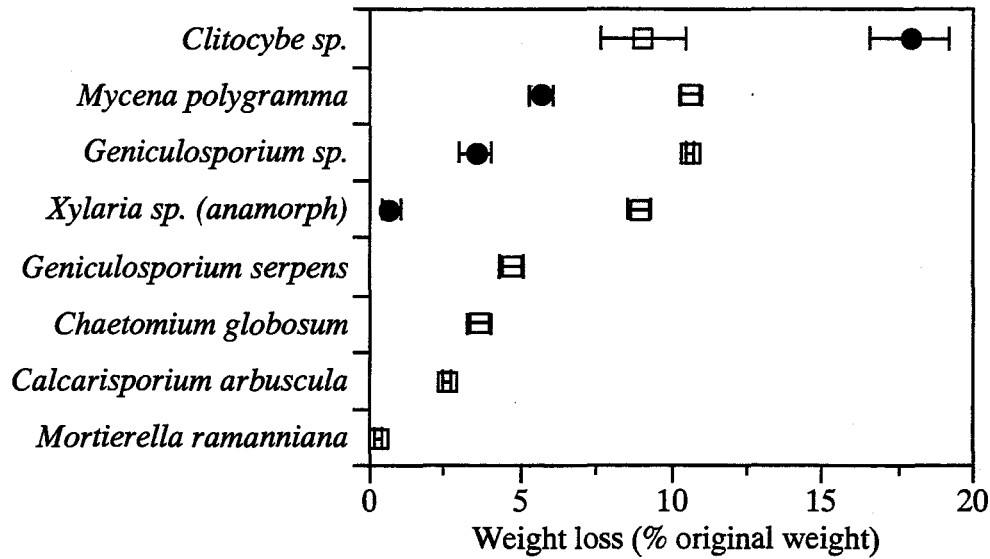 Clitocybe sp.
Mycena polygramma
Geniculosporium sp.
Xylaria sp. (anamorph)
Geniculosporium serpens
Chaetomium globosum
Calcarisporium arbuscula
Mortierella ramanniana
0 5 10 15 20
Weight loss (% original weight)